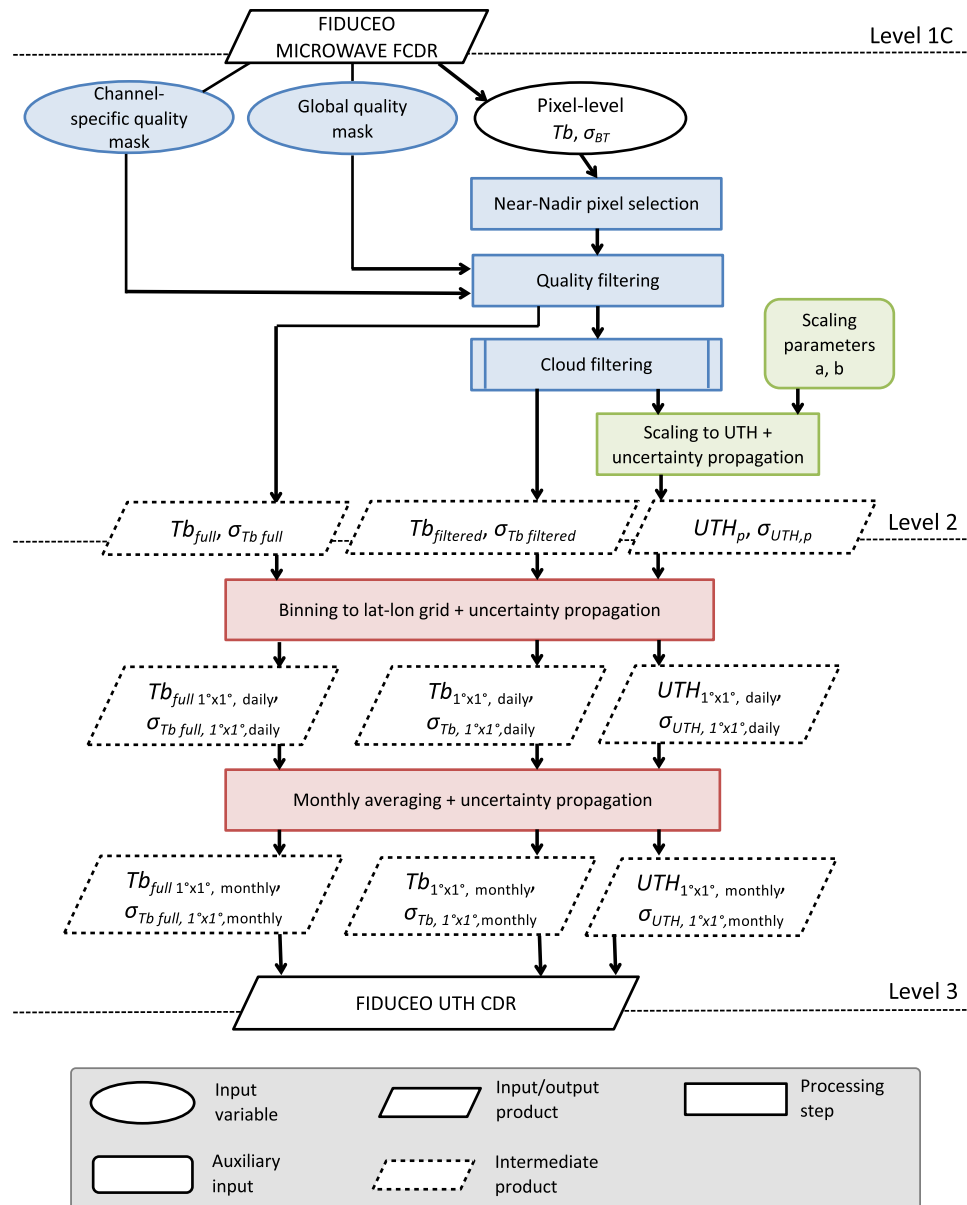 FIDUCEO
MICROWAVE FCDR
Level 1C
Channel-
specific quality
mask
Global quality
mask
Pixel-level
Tb, σBT
Near-Nadir pixel selection
Quality filtering
Cloud filtering
Scaling
parameters
a, b
Scaling to UTH +
uncertainty propagation
Tbfull, σTb full
Tbfiltered, σTb filtered
UTHp, σUTH,p
Level 2
Binning to lat-lon grid + uncertainty propagation
Tbfull 1°x1°, daily,
σTb full, 1°x1°,daily
Tb1°x1°, daily,
σTb, 1°x1°,daily
UTH1°x1°, daily,
σUTH, 1°x1°,daily
Monthly averaging + uncertainty propagation
Tbfull 1°x1°, monthly,
σTb full, 1°x1°,monthly
Tb1°x1°, monthly,
σTb, 1°x1°,monthly
UTH1°x1°, monthly,
σUTH, 1°x1°,monthly
FIDUCEO UTH CDR
Level 3
Input
variable
Input/output
product
Processing
step
Auxiliary
input
Intermediate
product